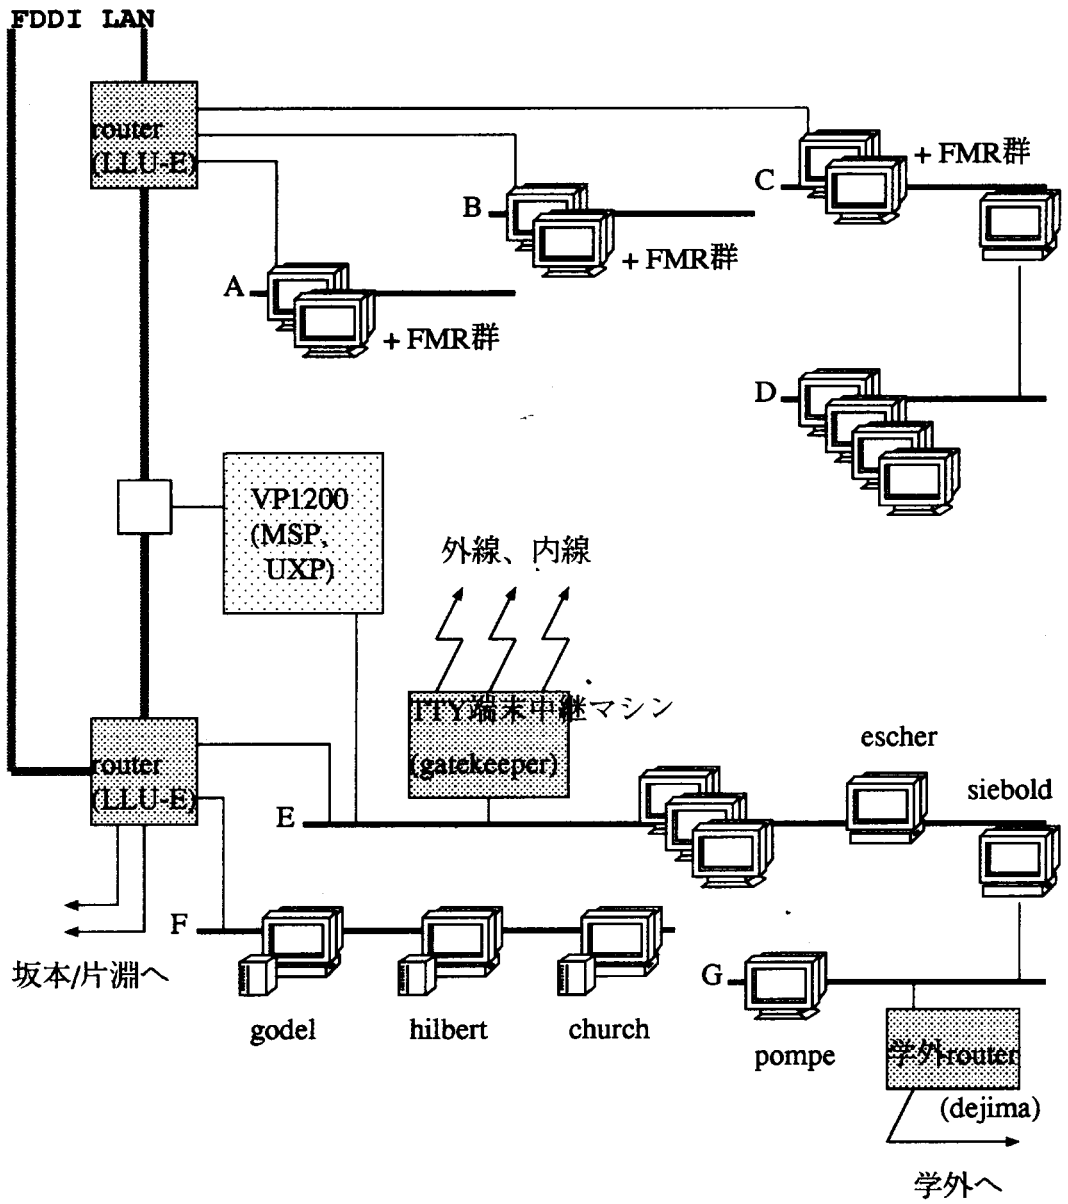 FDDI LAN
router
(LLU-E)
C
+ FMR群
B
+ FMR群
A
+ FMR群
D
VP1200
(MSP,
UXP)
外線、内線
TTY端末中継マシン
(gatekeeper)
router
(LLU-E)
escher
siebold
E
F
坂本/片淵へ
godel
hilbert
church
G
pompe
学外router
(dejima)
学外へ